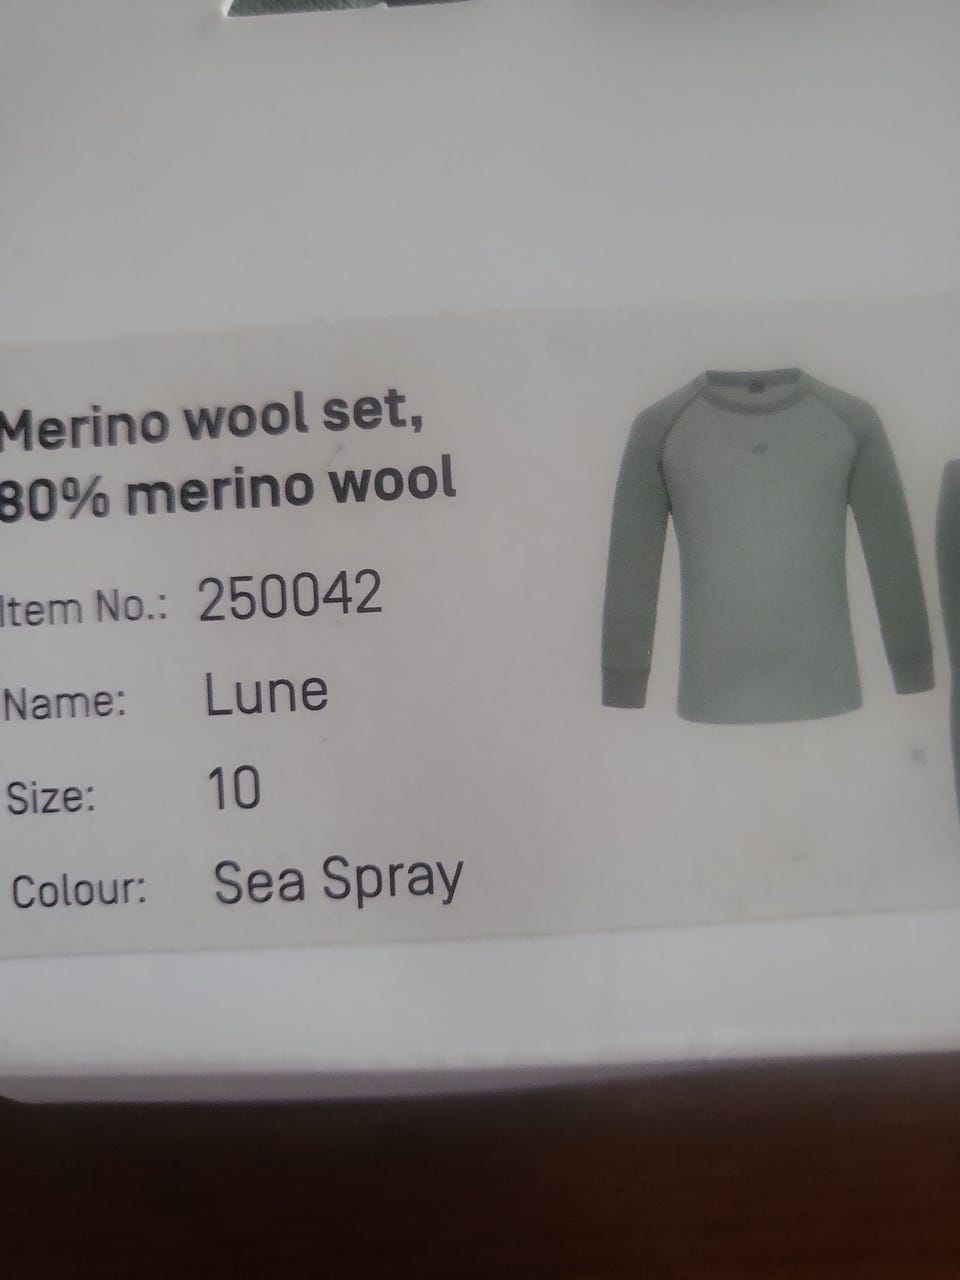 Merino wool set,
80% merino wool
Item No.: 250042
Name: Lune
Size: 10
Colour: Sea Spray